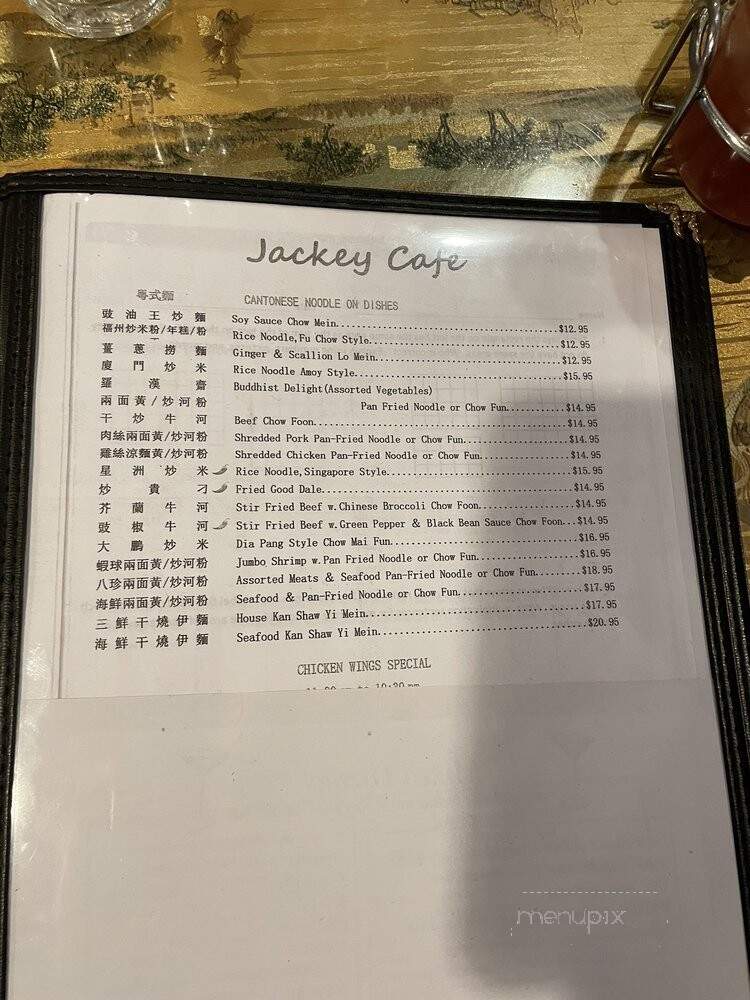 Jackey Cafe
粵式麵 CANTONESE NOODLE ON DISHES
豉油王炒麵 Soy Sauce Chow Mein $12.95
福州炒米粉/年糕/粉 Rice Noodle,Fu Chow Style $12.95
薑蔥撈麵 Ginger & Scallion Lo Mein $12.95
廈門炒米 Rice Noodle Amoy Style $15.95
羅漢齋 Buddhist Delight(Assorted Vegetables)
兩面黃/炒河粉 Pan Fried Noodle or Chow Fun $14.95
干炒牛河 Beef Chow Foon $14.95
肉絲兩面黃/炒河粉 Shredded Pork Pan-Fried Noodle or Chow Fun $14.95
雞絲涼麵黃/炒河粉 Shredded Chicken Pan-Fried Noodle or Chow Fun $14.95
星洲炒米 Rice Noodle,Singapore Style $15.95
炒貴刁 Fried Good Dale $14.95
芥蘭牛河 Stir Fried Beef w.Chinese Broccoli Chow Foon $14.95
豉椒牛河 Stir Fried Beef w.Green Pepper & Black Bean Sauce Chow Foon...$14.95
大鵬炒米 Dia Pang Style Chow Mai Fun $16.95
蝦球兩面黃/炒河粉 Jumbo Shrimp w.Pan Fried Noodle or Chow Fun $16.95
八珍兩面黃/炒河粉 Assorted Meats & Seafood Pan-Fried Noodle or Chow Fun $18.95
海鮮兩面黃/炒河粉 Seafood & Pan-Fried Noodle or Chow Fun $17.95
三鮮干燒伊麵 House Kan Shaw Yi Mein $17.95
海鮮干燒伊麵 Seafood Kan Shaw Yi Mein $20.95
CHICKEN WINGS SPECIAL
menupix